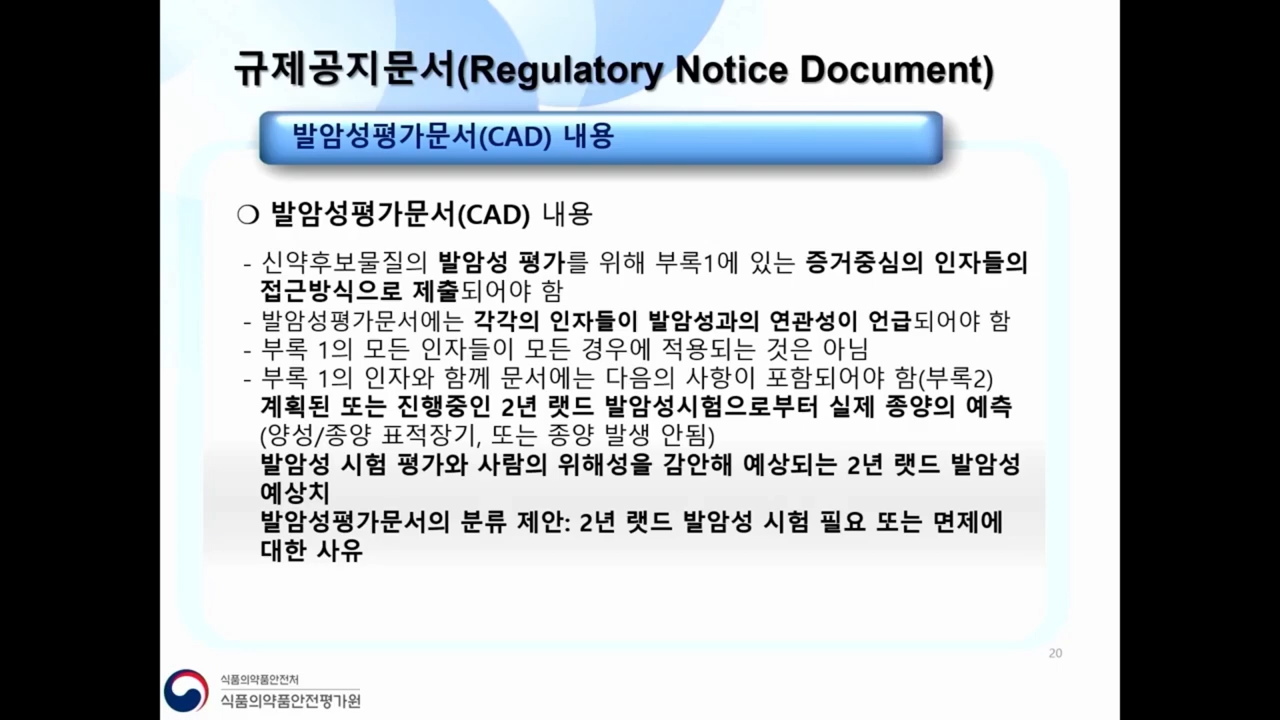 규제공지문서(Regulatory Notice Document)
발암성평가문서(CAD) 내용
❍ 발암성평가문서(CAD) 내용
- 신약후보물질의 발암성 평가를 위해 부록1에 있는 증거중심의 인자들의
접근방식으로 제출되어야 함
- 발암성평가문서에는 각각의 인자들이 발암성과의 연관성이 언급되어야 함
- 부록 1의 모든 인자들이 모든 경우에 적용되는 것은 아님
- 부록 1의 인자와 함께 문서에는 다음의 사항이 포함되어야 함(부록2)
계획된 또는 진행중인 2년 랫드 발암성시험으로부터 실제 종양의 예측
(양성/종양 표적장기, 또는 종양 발생 안됨)
발암성 시험 평가와 사람의 위해성을 감안해 예상되는 2년 랫드 발암성
예상치
발암성평가문서의 분류 제안: 2년 랫드 발암성 시험 필요 또는 면제에
대한 사유
20
식품의약품안전처
식품의약품안전평가원